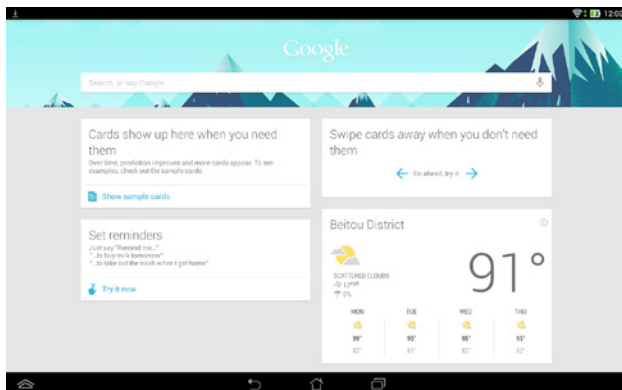 12:00
Google
Search, or say Google
Cards show up here when you need
them
Over time, prediction improves and more cards appear. To see
examples, check out the sample cards.
Show sample cards
Set reminders
Just say "Remind me..."
"...to buy milk tomorrow"
"...to take out the trash when I get home"
Try it now
Swipe cards away when you don't need
them
Go ahead, try it
Beitou District
91°
SCATTERED CLOUDS
0%
MON TUE WED THU
99° 95° 95° 93°
82° 81° 82° 82°